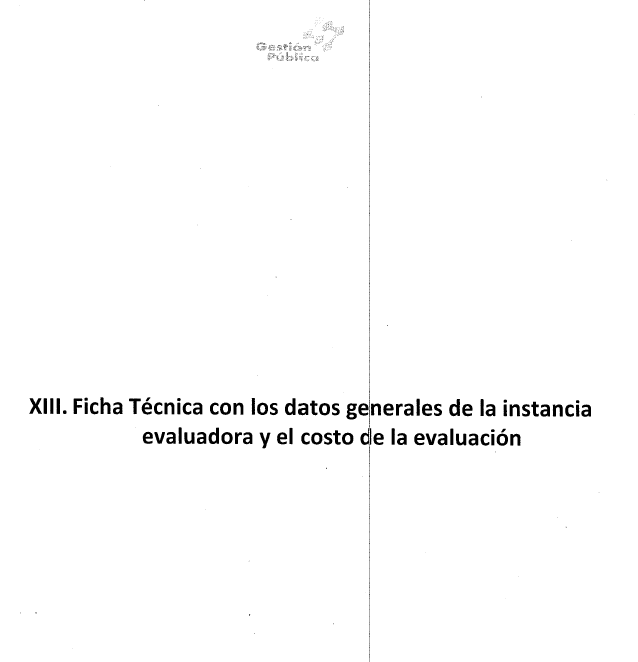 Gestión
Pública
XIII. Ficha Técnica con los datos generales de la instancia
evaluadora y el costo de la evaluación